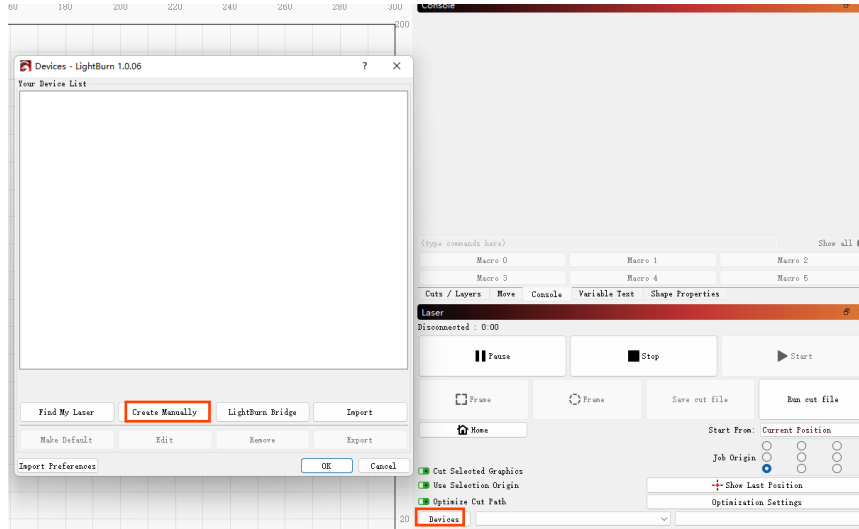 60 180 200 220 240 260 280 300
200
Console
Devices - LightBurn 1.0.06 ? ×
Your Device List
(type commands here) Show all
Macro 0 Macro 1 Macro 2
Macro 3 Macro 4 Macro 5
Cuts / Layers Move Console Variable Text Shape Properties
Laser
Disconnected : 0:00
Pause Stop Start
Frame Frame Save cut file Run cut file
Find My Laser Create Manually LightBurn Bridge Import
Home Start From: Current Position
Make Default Edit Remove Export
Job Origin
Import Preferences OK Cancel
Cut Selected Graphics
Use Selection Origin Show Last Position
Optimize Cut Path Optimization Settings
20 Devices